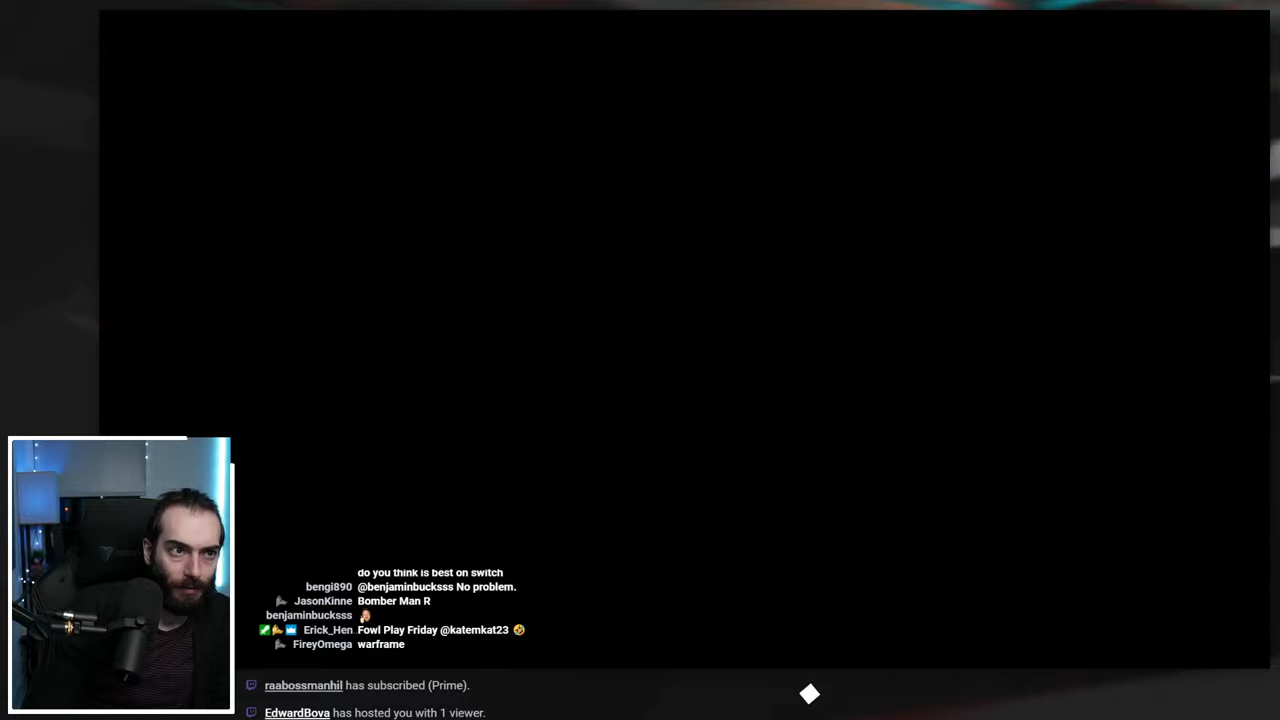 do you think is best on switch
bengi890 @benjaminbucksss No problem.
JasonKinne Bomber Man R
benjaminbucksss
Erick_Hen Fowl Play Friday @katemkat23 🤣
FireyOmega warframe
raabossmanhil has subscribed (Prime).
EdwardBova has hosted you with 1 viewer.